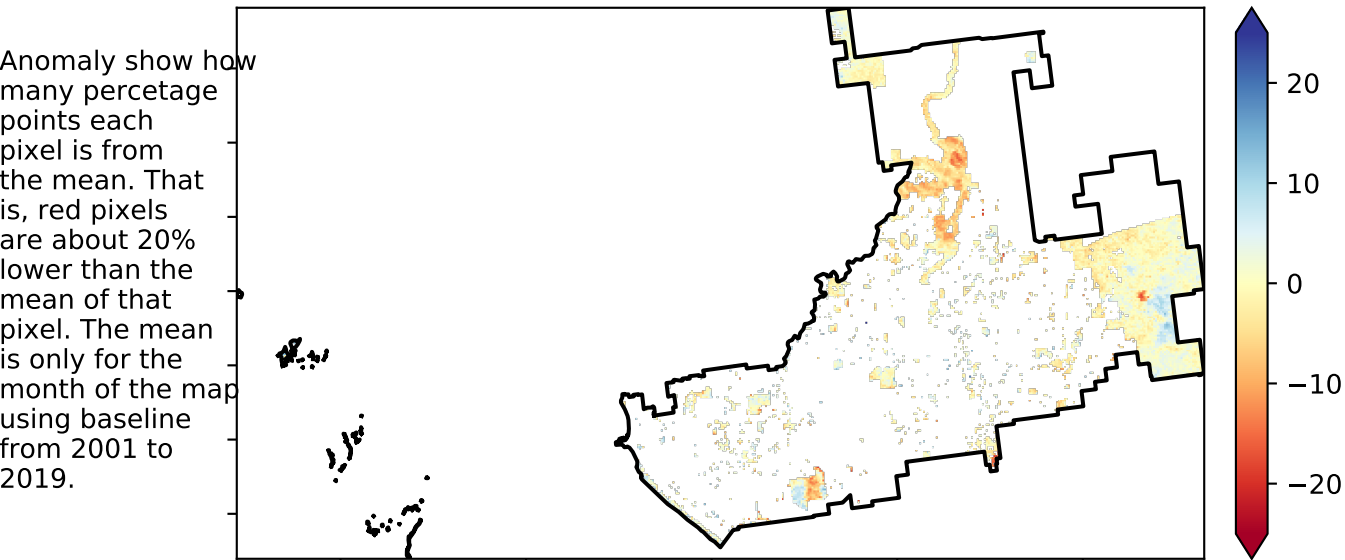 Anomaly show how
many percetage
points each
pixel is from
the mean. That
is, red pixels
are about 20%
lower than the
mean of that
pixel. The mean
is only for the
month of the map
using baseline
from 2001 to
2019.
20
10
0
−10
−20